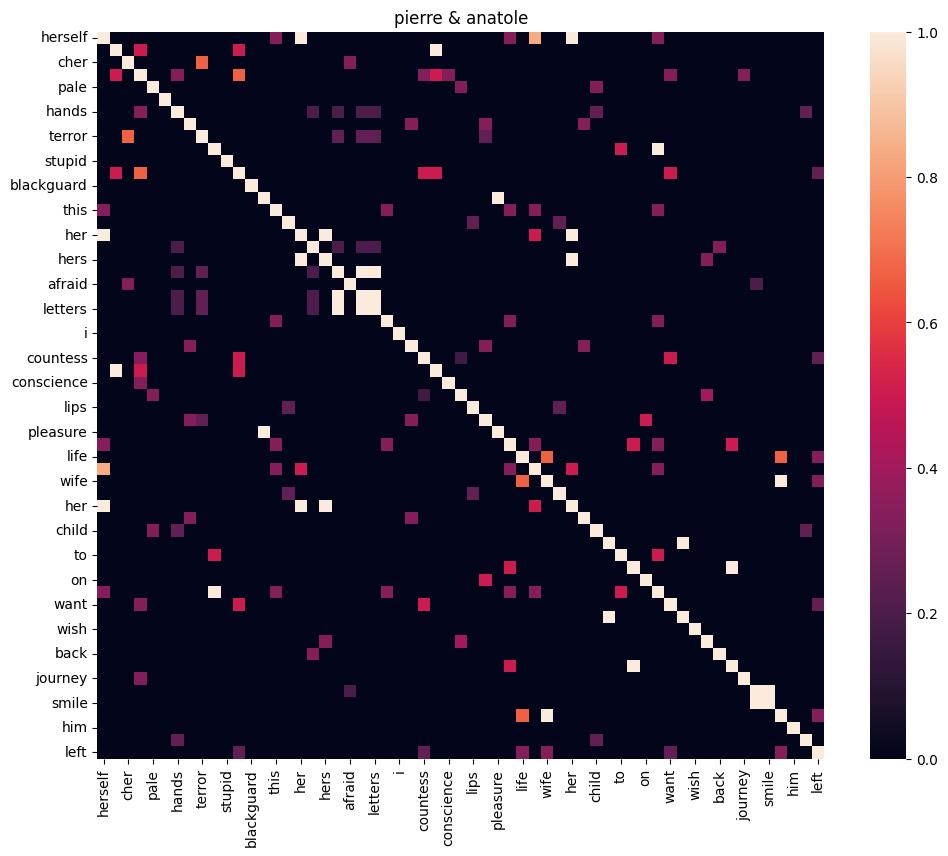 pierre & anatole
herself
cher
pale
hands
terror
stupid
blackguard
this
her
hers
afraid
letters
i
countess
conscience
lips
pleasure
life
wife
her
child
to
on
want
wish
back
journey
smile
him
left
1.0
0.8
0.6
0.4
0.2
0.0
herself
cher
pale
hands
terror
stupid
blackguard
this
her
hers
afraid
letters
i
countess
conscience
lips
pleasure
life
wife
her
child
to
on
want
wish
back
journey
smile
him
left